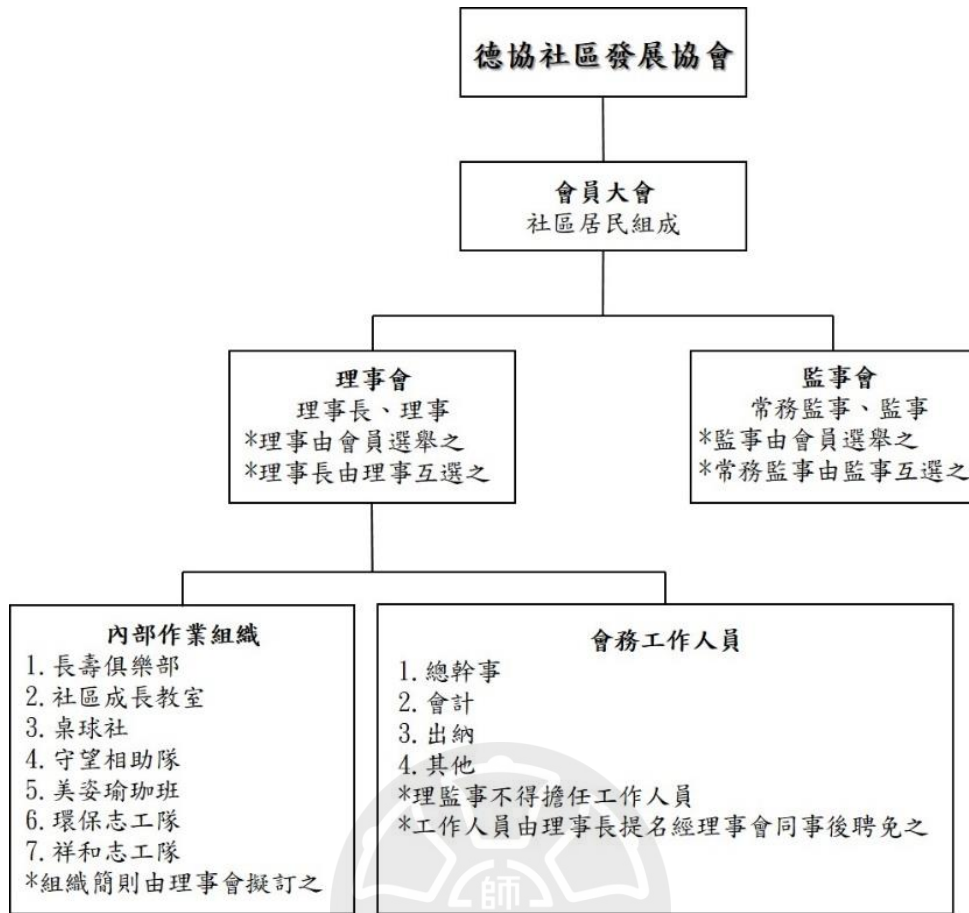 德協社區發展協會
會員大會
社區居民組成
理事會
理事長、理事
*理事由會員選舉之
*理事長由理事互選之
監事會
常務監事、監事
*監事由會員選舉之
*常務監事由監事互選之
內部作業組織
1. 長壽俱樂部
2. 社區成長教室
3. 桌球社
4. 守望相助隊
5. 美姿瑜珈班
6. 環保志工隊
7. 祥和志工隊
*組織簡則由理事會擬訂之
會務工作人員
1. 總幹事
2. 會計
3. 出納
4. 其他
*理監事不得擔任工作人員
*工作人員由理事長提名經理事會同事後聘免之
師